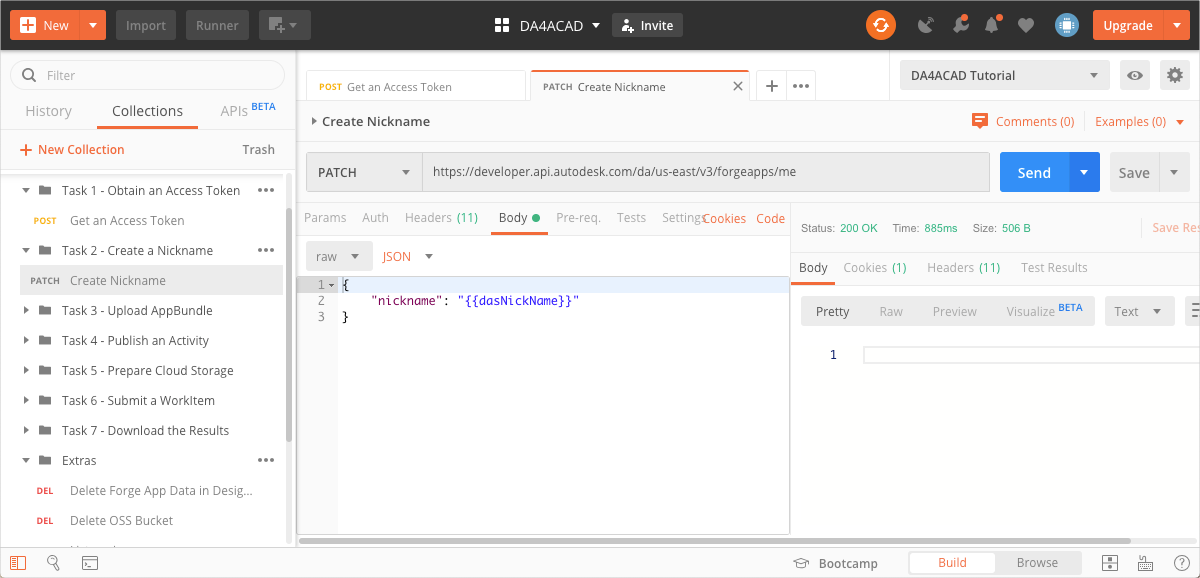 New
Import
Runner
DA4ACAD
Invite
Upgrade
Filter
History
Collections
APIs BETA
New Collection
Trash
Task 1 - Obtain an Access Token
POST Get an Access Token
Task 2 - Create a Nickname
PATCH Create Nickname
Task 3 - Upload AppBundle
Task 4 - Publish an Activity
Task 5 - Prepare Cloud Storage
Task 6 - Submit a WorkItem
Task 7 - Download the Results
Extras
DEL Delete Forge App Data in Desig...
DEL Delete OSS Bucket
POST Get an Access Token
PATCH Create Nickname
DA4ACAD Tutorial
Create Nickname
Comments (0)
Examples (0)
PATCH
https://developer.api.autodesk.com/da/us-east/v3/forgeapps/me
Send
Save
Params
Auth
Headers (11)
Body
Pre-req.
Tests
Settings
Cookies
Code
raw
JSON
1 {
2 "nickname": "{{dasNickName}}"
3 }
Status: 200 OK
Time: 885ms
Size: 506 B
Save Res
Body
Cookies (1)
Headers (11)
Test Results
Pretty
Raw
Preview
Visualize BETA
Text
1
Bootcamp
Build
Browse